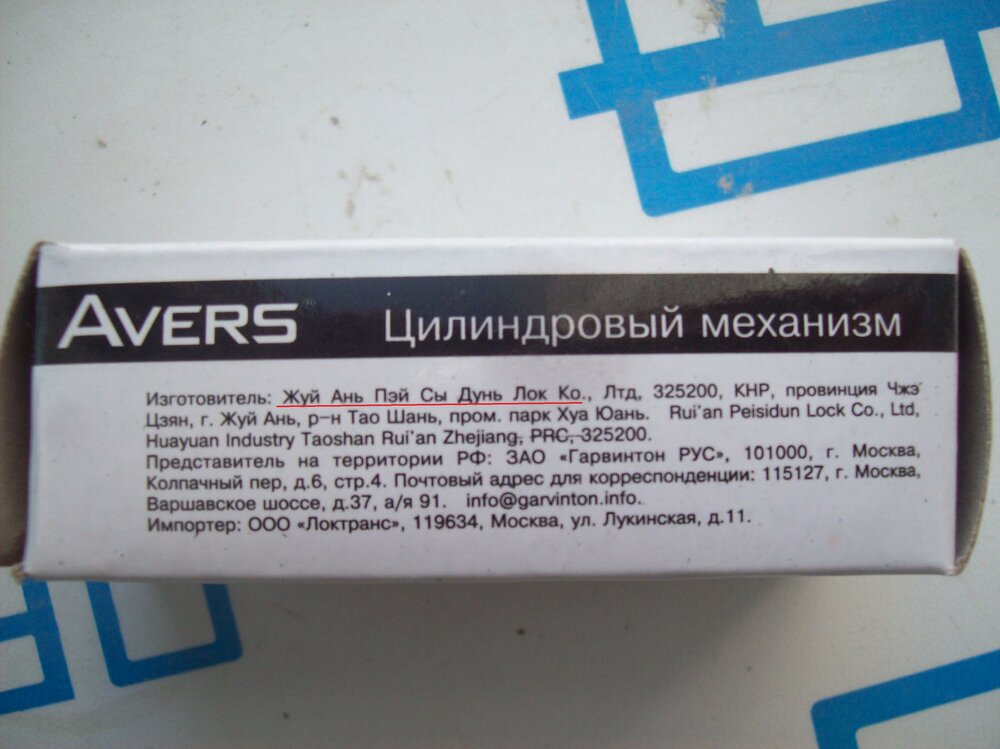 AVERS
Цилиндровый механизм
Изготовитель: Жуй Ань Пэй Сы Дунь Лок Ко., Лтд, 325200, КНР, провинция Чжэ
Цзян, г. Жуй Ань, р-н Тао Шань, пром. парк Хуа Юань. Rui'an Peisidun Lock Co., Ltd,
Huayuan Industry Taoshan Rui'an Zhejiang, PRC, 325200.
Представитель на территории РФ: ЗАО «Гарвинтон РУС», 101000, г. Москва,
Колпачный пер, д.6, стр.4. Почтовый адрес для корреспонденции: 115127, г. Москва,
Варшавское шоссе, д.37, а/я 91. info@garvinton.info.
Импортер: ООО «Локтранс», 119634, Москва, ул. Лукинская, д.11.